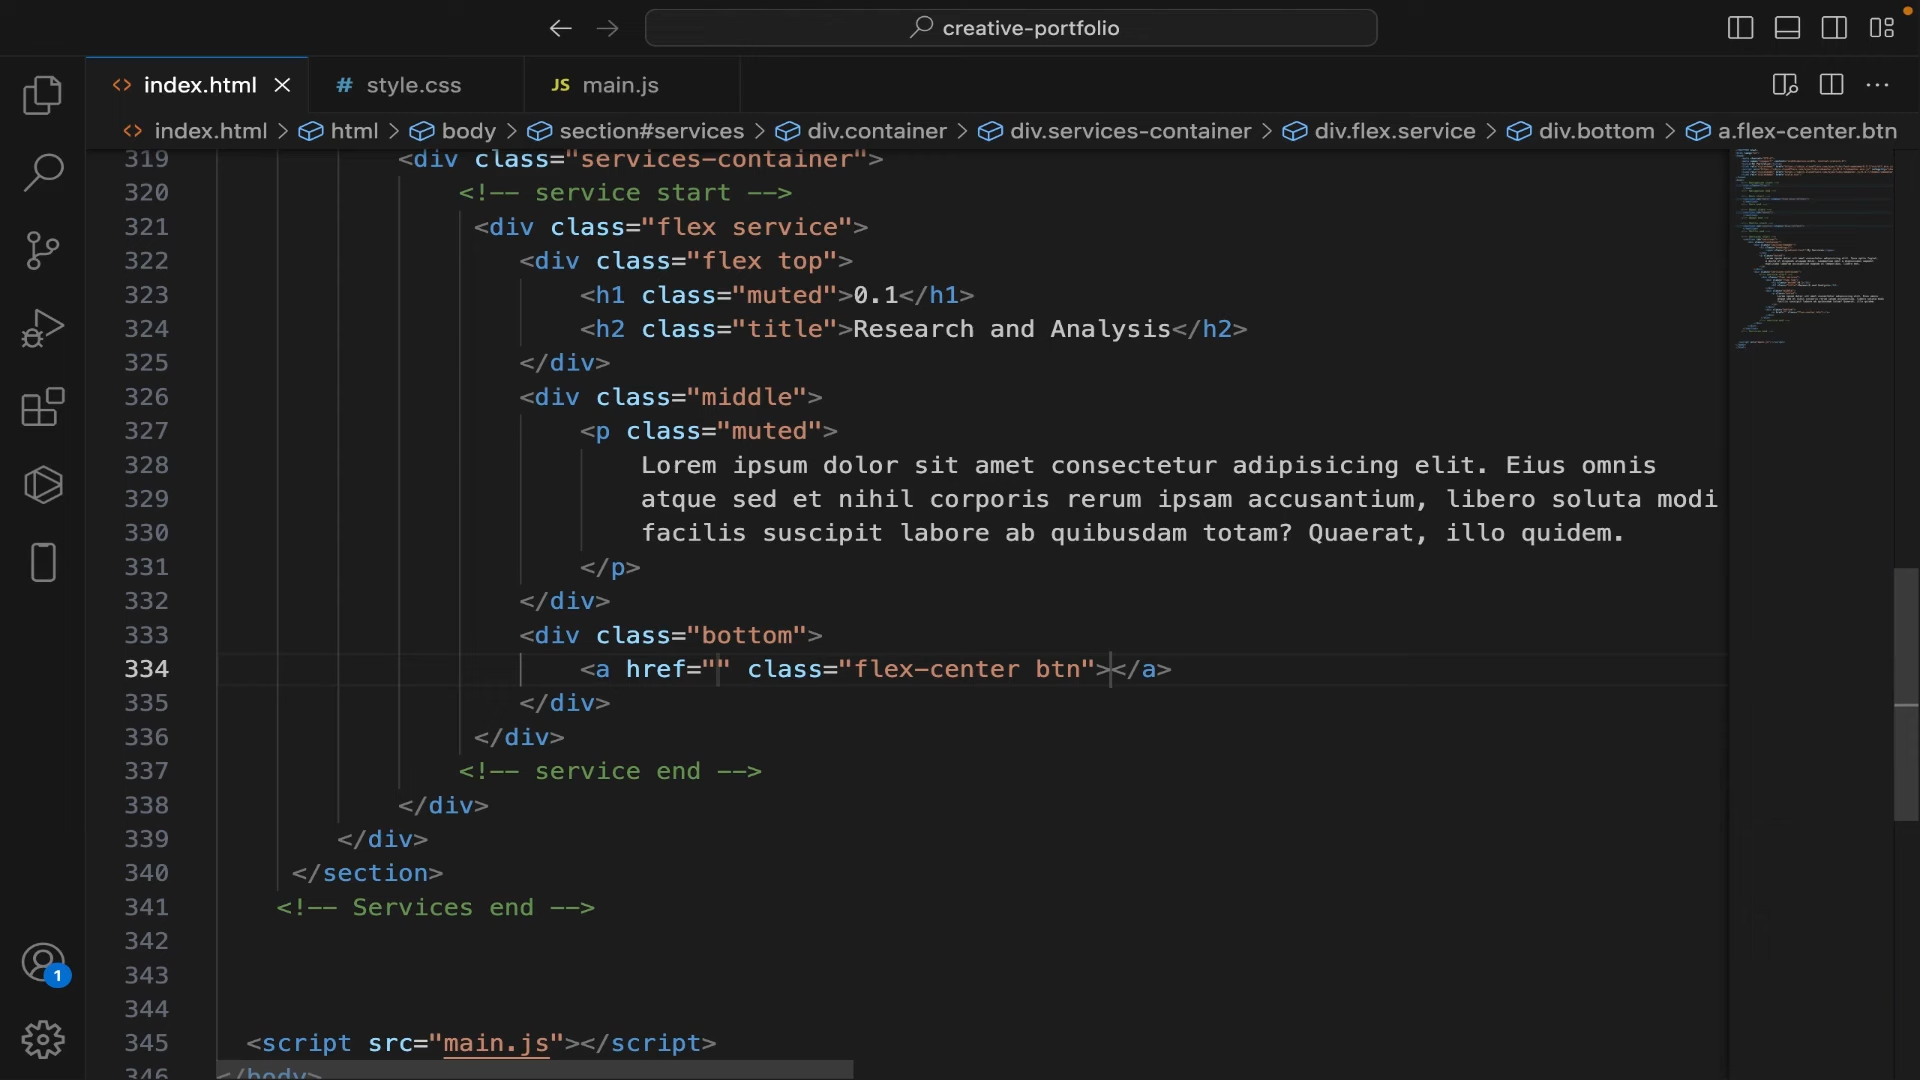 creative-portfolio
index.html
# style.css
JS main.js
index.html > html > body > section#services > div.container > div.services-container > div.flex.service > div.bottom > a.flex-center.btn
319 <div class="services-container">
320 <!-- service start -->
321 <div class="flex service">
322 <div class="flex top">
323 <h1 class="muted">0.1</h1>
324 <h2 class="title">Research and Analysis</h2>
325 </div>
326 <div class="middle">
327 <p class="muted">
328 Lorem ipsum dolor sit amet consectetur adipisicing elit. Eius omnis
329 atque sed et nihil corporis rerum ipsam accusantium, libero soluta modi
330 facilis suscipit labore ab quibusdam totam? Quaerat, illo quidem.
331 </p>
332 </div>
333 <div class="bottom">
334 <a href="" class="flex-center btn"></a>
335 </div>
336 </div>
337 <!-- service end -->
338 </div>
339 </div>
340 </section>
341 <!-- Services end -->
342
343
344
345 <script src="main.js"></script>
346 </body>
1